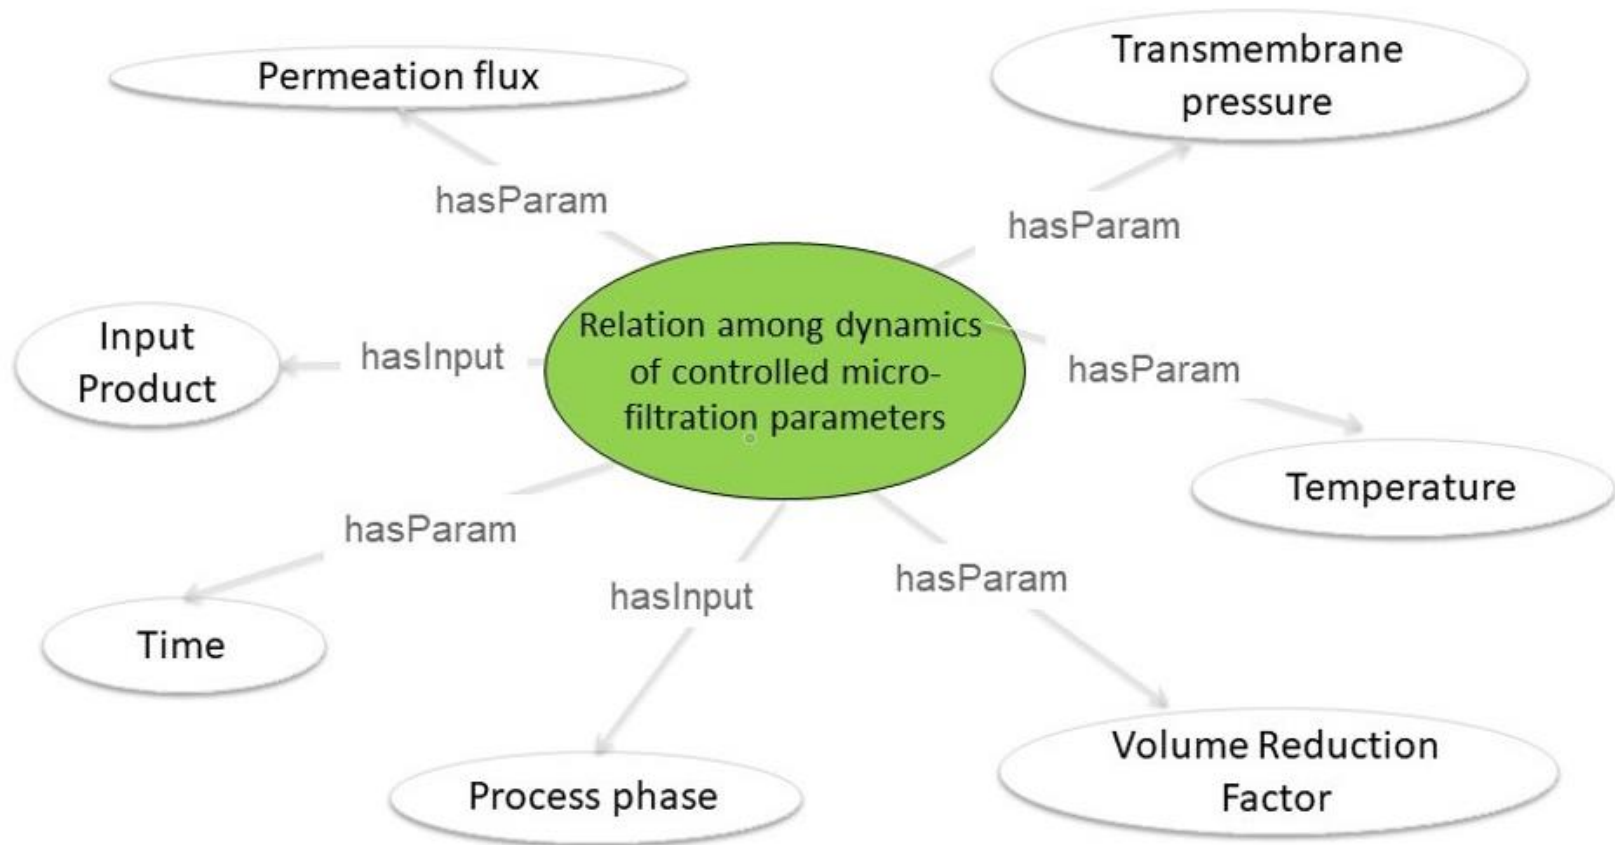 Permeation flux
Transmembrane
pressure
hasParam
hasParam
Input
Product
hasInput
Relation among dynamics
of controlled micro-
filtration parameters
hasParam
Temperature
hasParam
hasInput
hasParam
Time
Process phase
Volume Reduction
Factor